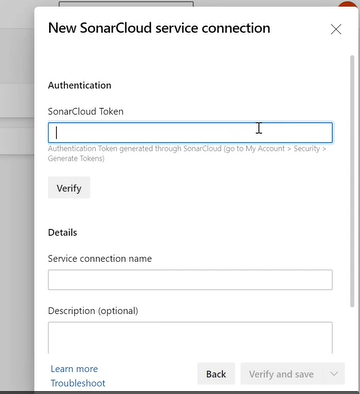 New SonarCloud service connection
Authentication
SonarCloud Token
Authentication Token generated through SonarCloud (go to My Account > Security >
Generate Tokens)
Verify
Details
Service connection name
Description (optional)
Learn more
Troubleshoot
Back
Verify and save